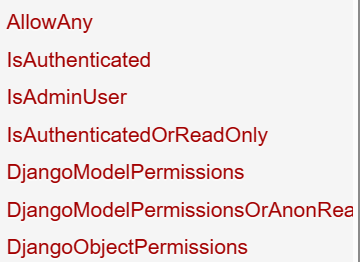 AllowAny
IsAuthenticated
IsAdminUser
IsAuthenticatedOrReadOnly
DjangoModelPermissions
DjangoModelPermissionsOrAnonRea
DjangoObjectPermissions